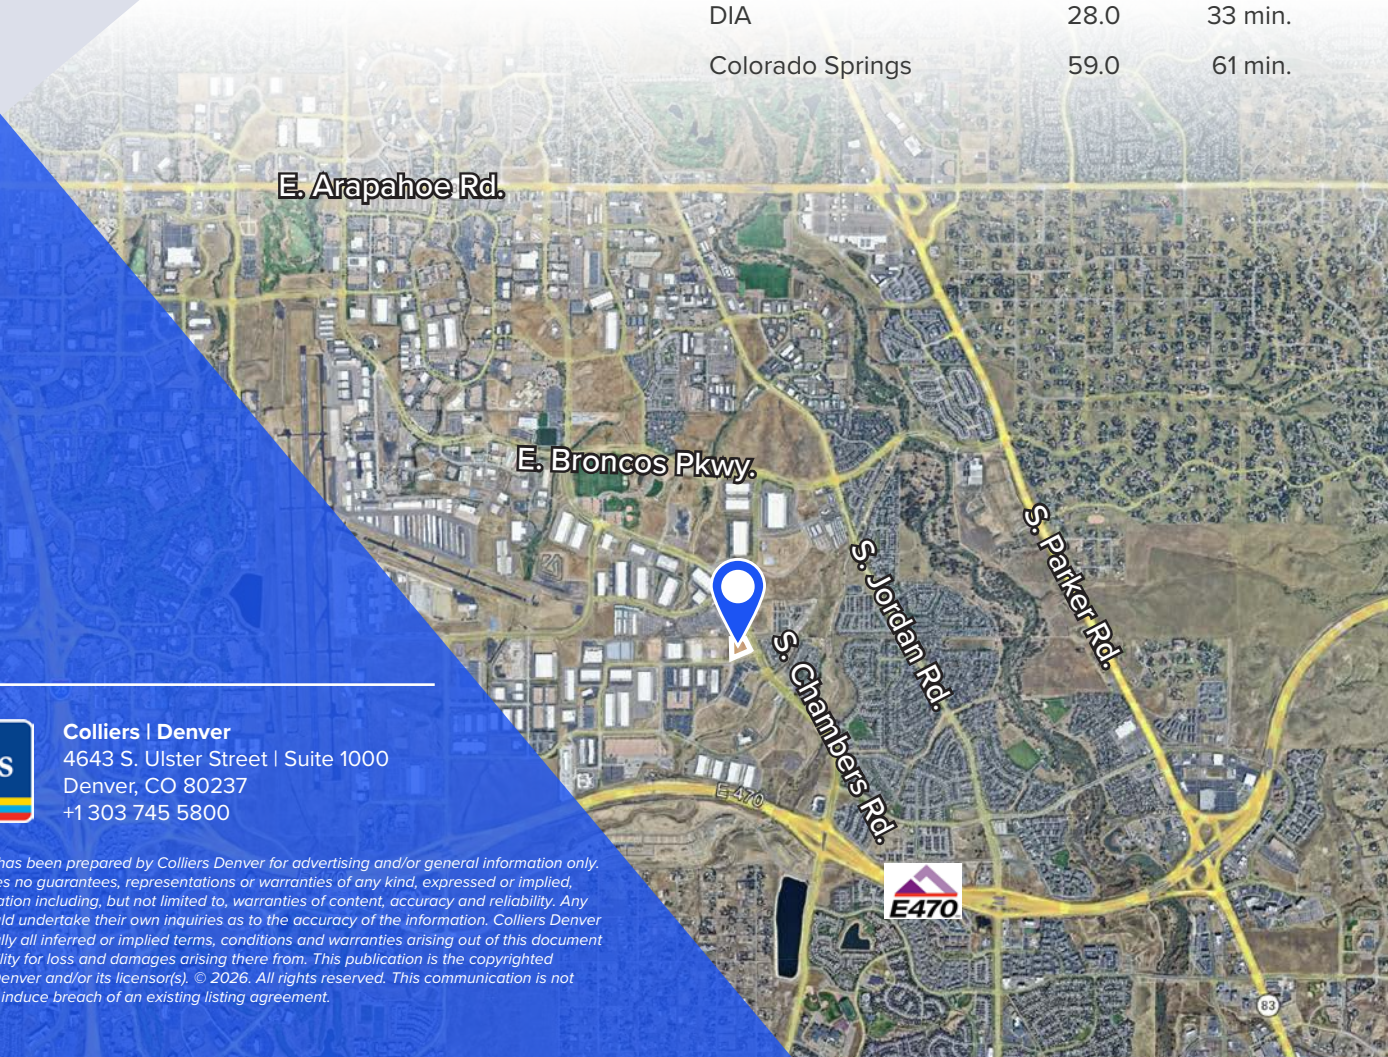 DIA 28.0 33 min.
Colorado Springs 59.0 61 min.
E. Arapahoe Rd.
E. Broncos Pkwy.
S. Parker Rd.
S. Jordan Rd.
S. Chambers Rd.
E 470
E470
83
s
Colliers | Denver
4643 S. Ulster Street | Suite 1000
Denver, CO 80237
+1 303 745 5800
has been prepared by Colliers Denver for advertising and/or general information only.
es no guarantees, representations or warranties of any kind, expressed or implied,
ation including, but not limited to, warranties of content, accuracy and reliability. Any
ld undertake their own inquiries as to the accuracy of the information. Colliers Denver
lly all inferred or implied terms, conditions and warranties arising out of this document
lity for loss and damages arising there from. This publication is the copyrighted
enver and/or its licensor(s). © 2026. All rights reserved. This communication is not
induce breach of an existing listing agreement.